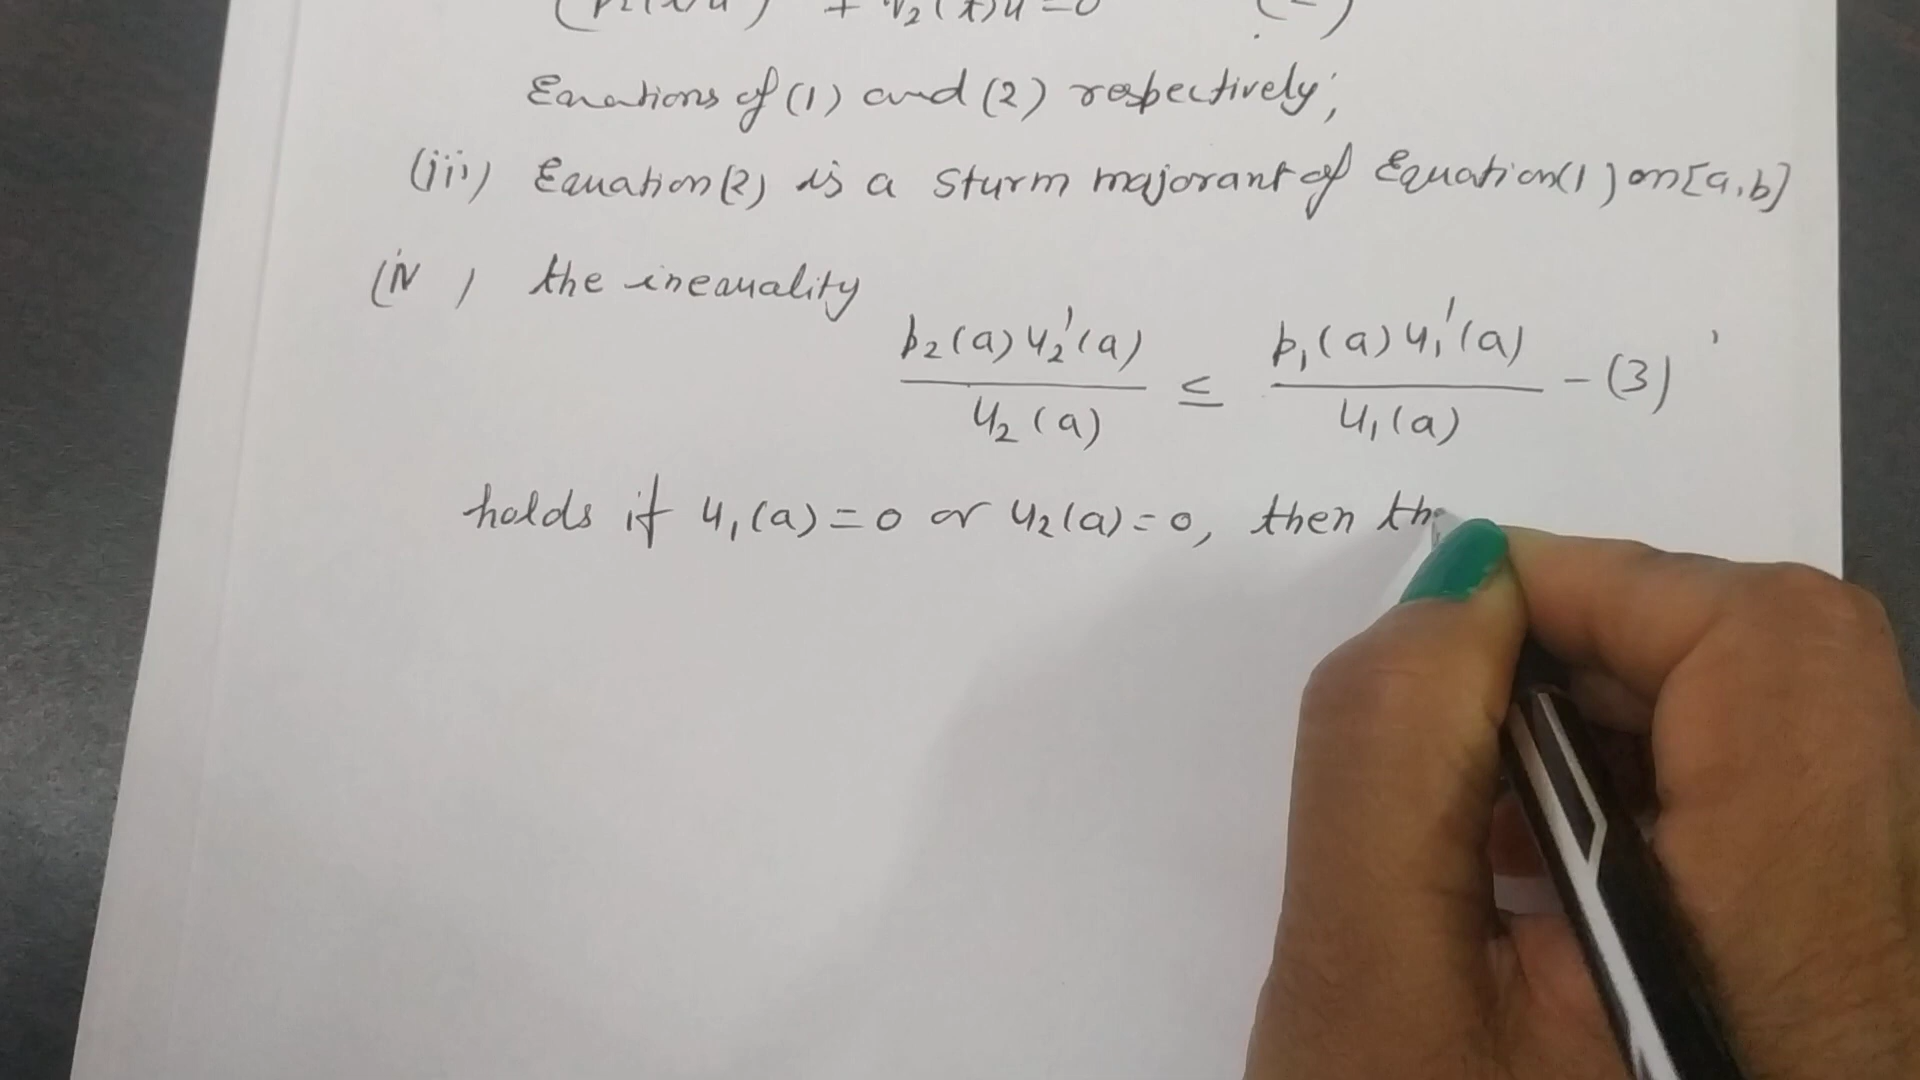 + u = 0
Equations of (1) and (2) respectively;
(iii) Equation(2) is a Sturm majorant of Equation(1) on [a,b]
(iv) the inequality
p₂(a)u₂'(a) / u₂(a) ≤ p₁(a)u₁'(a) / u₁(a) - (3)
holds if u₁(a)=0 or u₂(a)=0, then th